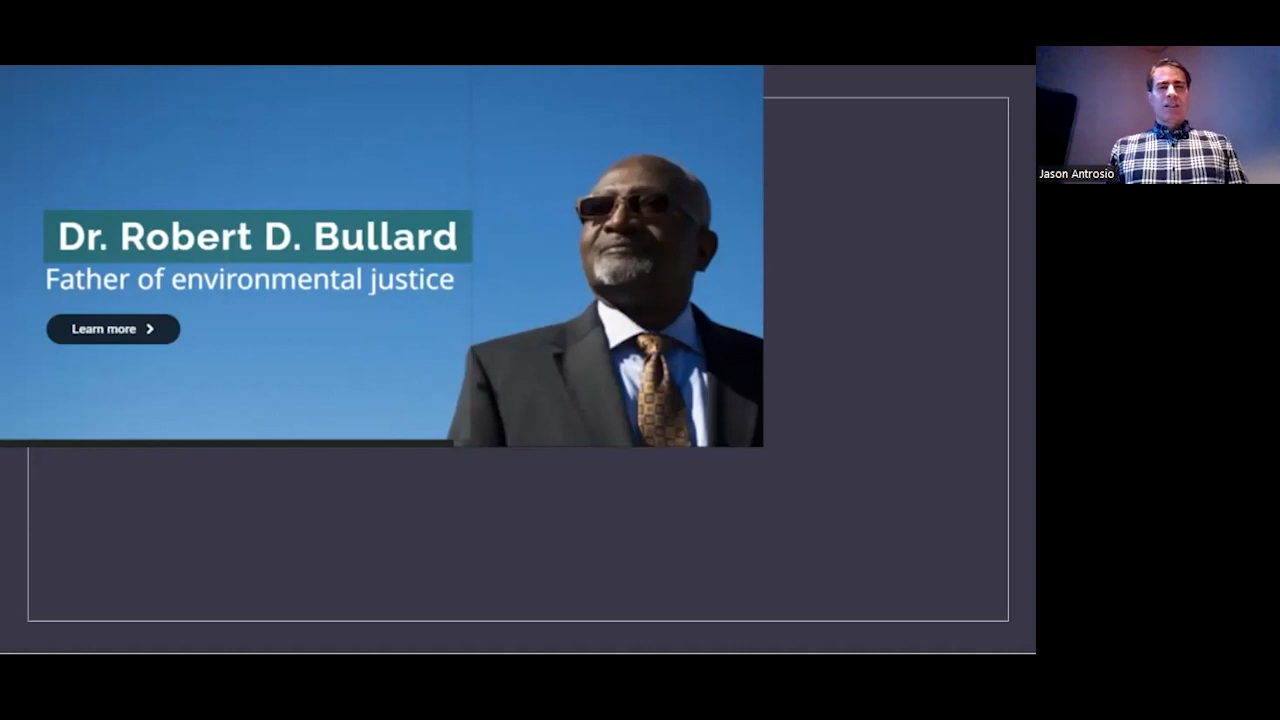 Dr. Robert D. Bullard
Father of environmental justice
Learn more
Jason Antrosio